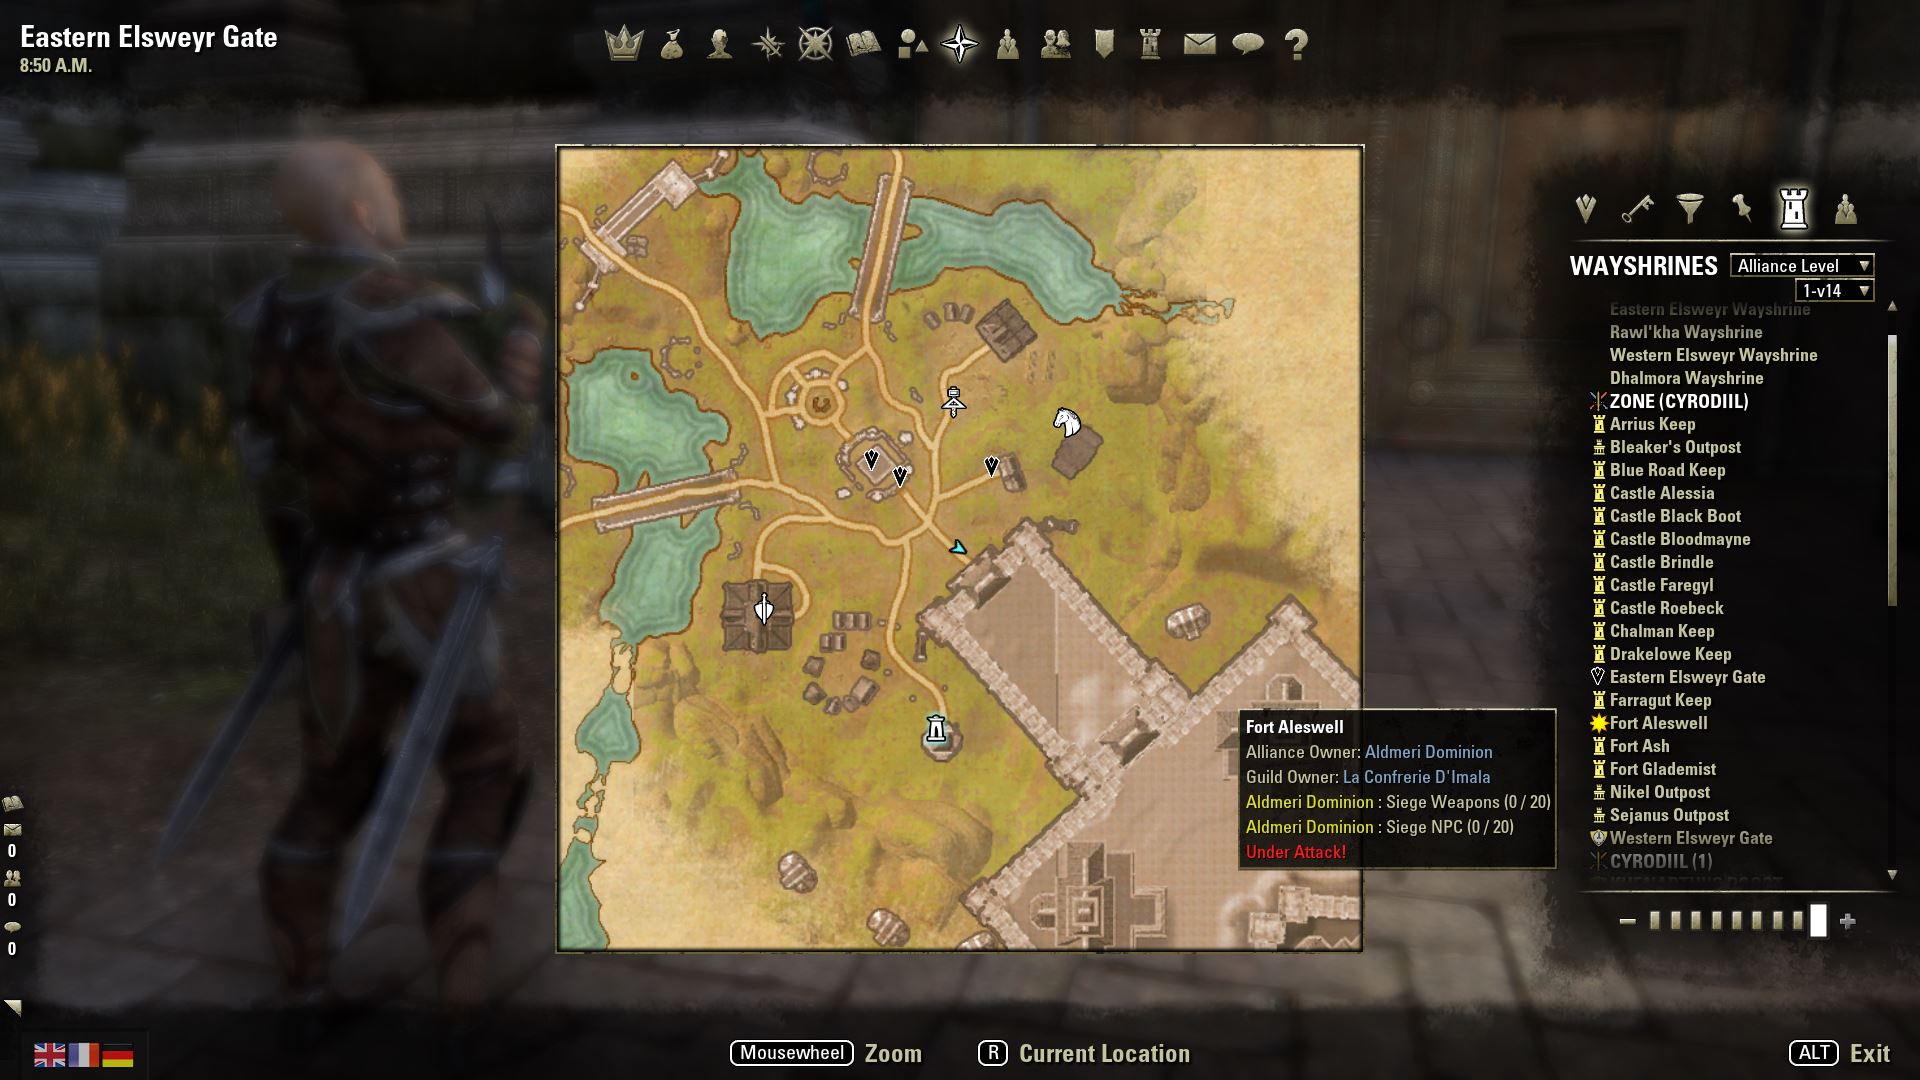 Eastern Elsweyr Gate
8:50 A.M.
WAYSHRINES
Alliance Level
1-v14
Eastern Elsweyr Wayshrine
Rawl'kha Wayshrine
Western Elsweyr Wayshrine
Dhalmora Wayshrine
ZONE (CYRODIIL)
Arrius Keep
Bleaker's Outpost
Blue Road Keep
Castle Alessia
Castle Black Boot
Castle Bloodmayne
Castle Brindle
Castle Faregyl
Castle Roebeck
Chalman Keep
Drakelowe Keep
Eastern Elsweyr Gate
Farragut Keep
Fort Aleswell
Fort Ash
Fort Glademist
Nikel Outpost
Sejanus Outpost
Western Elsweyr Gate
CYRODIIL (1)
Fort Aleswell
Alliance Owner: Aldmeri Dominion
Guild Owner: La Confrerie D'Imala
Aldmeri Dominion : Siege Weapons (0 / 20)
Aldmeri Dominion : Siege NPC (0 / 20)
Under Attack!
0
0
0
Mousewheel Zoom
R Current Location
ALT Exit